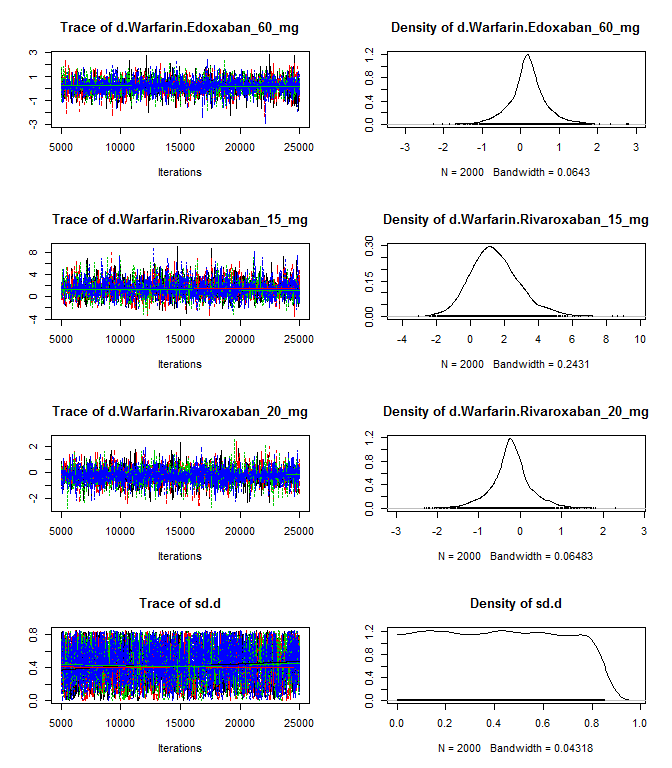 Trace of d.Warfarin.Edoxaban_60_mg
3
1
-1
-3
5000 10000 15000 20000 25000
Iterations
Density of d.Warfarin.Edoxaban_60_mg
1.2
0.8
0.4
0.0
-3 -2 -1 0 1 2 3
N = 2000 Bandwidth = 0.0643
Trace of d.Warfarin.Rivaroxaban_15_mg
8
4
0
-4
5000 10000 15000 20000 25000
Iterations
Density of d.Warfarin.Rivaroxaban_15_mg
0.30
0.15
0.00
-4 -2 0 2 4 6 8 10
N = 2000 Bandwidth = 0.2431
Trace of d.Warfarin.Rivaroxaban_20_mg
2
0
-2
5000 10000 15000 20000 25000
Iterations
Density of d.Warfarin.Rivaroxaban_20_mg
1.2
0.8
0.4
0.0
-3 -2 -1 0 1 2 3
N = 2000 Bandwidth = 0.06483
Trace of sd.d
0.8
0.4
0.0
5000 10000 15000 20000 25000
Iterations
Density of sd.d
1.2
0.8
0.4
0.0
0.0 0.2 0.4 0.6 0.8 1.0
N = 2000 Bandwidth = 0.04318